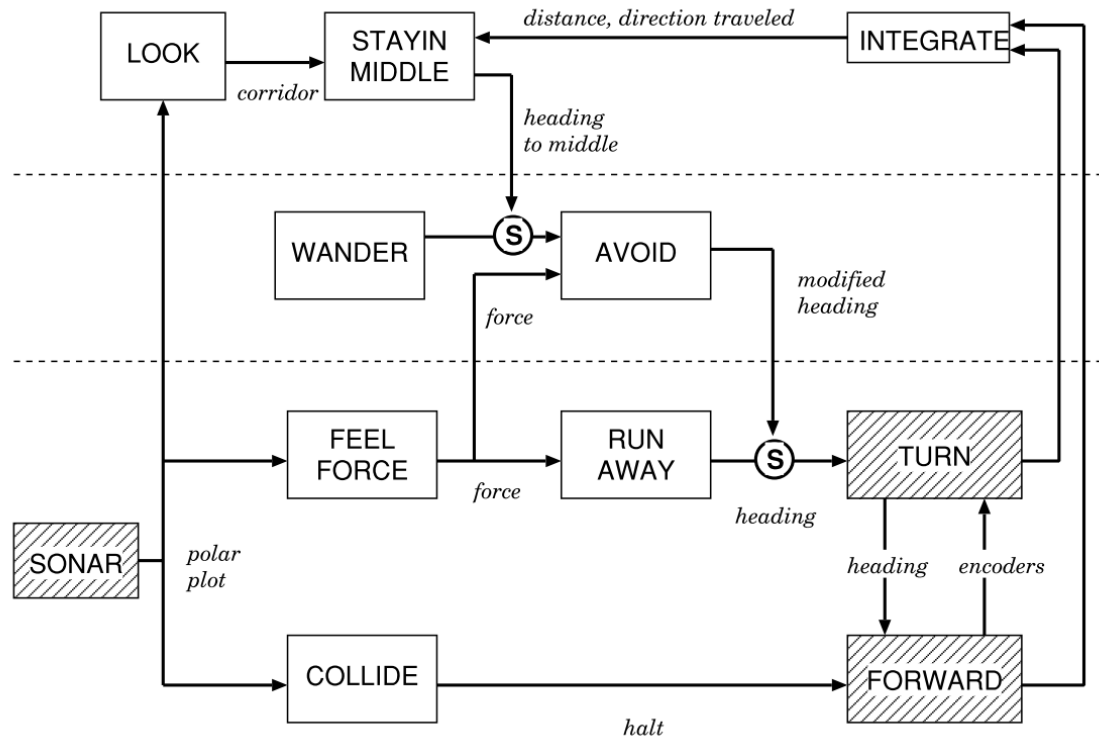 LOOK
corridor
STAYIN
MIDDLE
distance, direction traveled
INTEGRATE
heading
to middle
WANDER
S
AVOID
force
modified
heading
FEEL
FORCE
force
RUN
AWAY
S
heading
TURN
SONAR
polar
plot
heading
encoders
COLLIDE
halt
FORWARD